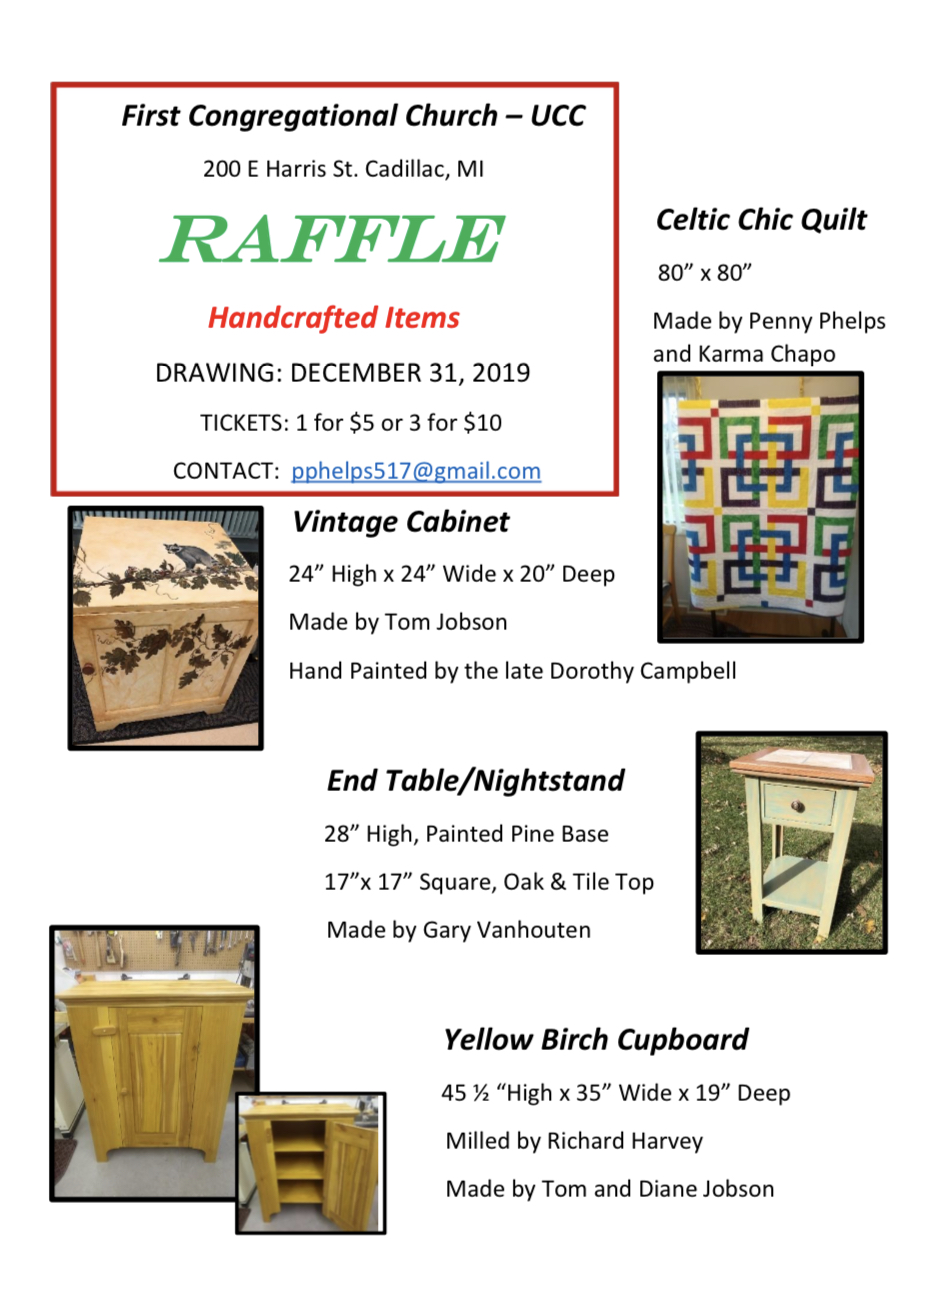 First Congregational Church – UCC
200 E Harris St. Cadillac, MI
RAFFLE
Handcrafted Items
DRAWING: DECEMBER 31, 2019
TICKETS: 1 for $5 or 3 for $10
CONTACT: pphelps517@gmail.com
Celtic Chic Quilt
80” x 80”
Made by Penny Phelps
and Karma Chapo
Vintage Cabinet
24” High x 24” Wide x 20” Deep
Made by Tom Jobson
Hand Painted by the late Dorothy Campbell
End Table/Nightstand
28” High, Painted Pine Base
17”x 17” Square, Oak & Tile Top
Made by Gary Vanhouten
Yellow Birch Cupboard
45 ½ “High x 35” Wide x 19” Deep
Milled by Richard Harvey
Made by Tom and Diane Jobson